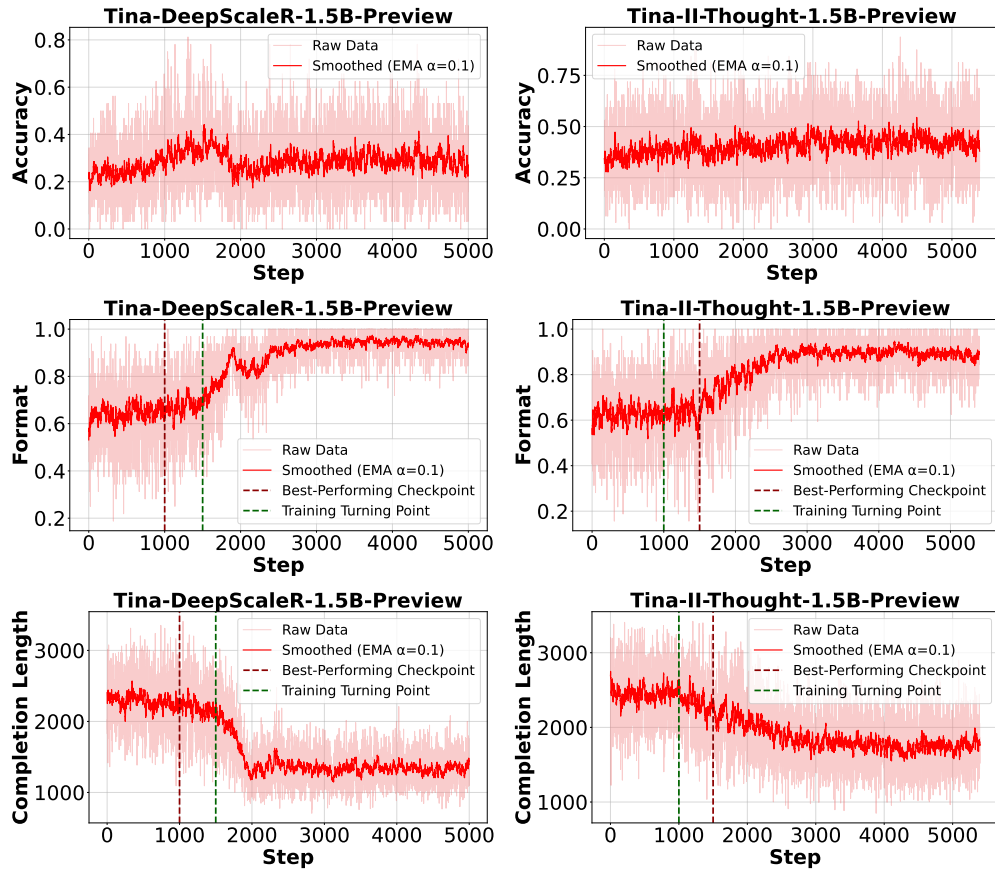 Tina-DeepScaleR-1.5B-Preview
Accuracy
0.8
0.6
0.4
0.2
0.0
Raw Data
Smoothed (EMA α=0.1)
0 1000 2000 3000 4000 5000
Step
Tina-II-Thought-1.5B-Preview
Accuracy
0.75
0.50
0.25
0.00
Raw Data
Smoothed (EMA α=0.1)
0 1000 2000 3000 4000 5000
Step
Tina-DeepScaleR-1.5B-Preview
Format
1.0
0.8
0.6
0.4
0.2
Raw Data
Smoothed (EMA α=0.1)
Best-Performing Checkpoint
Training Turning Point
0 1000 2000 3000 4000 5000
Step
Tina-II-Thought-1.5B-Preview
Format
1.0
0.8
0.6
0.4
0.2
Raw Data
Smoothed (EMA α=0.1)
Best-Performing Checkpoint
Training Turning Point
0 1000 2000 3000 4000 5000
Step
Tina-DeepScaleR-1.5B-Preview
Completion Length
3000
2000
1000
Raw Data
Smoothed (EMA α=0.1)
Best-Performing Checkpoint
Training Turning Point
0 1000 2000 3000 4000 5000
Step
Tina-II-Thought-1.5B-Preview
Completion Length
3000
2000
1000
Raw Data
Smoothed (EMA α=0.1)
Best-Performing Checkpoint
Training Turning Point
0 1000 2000 3000 4000 5000
Step